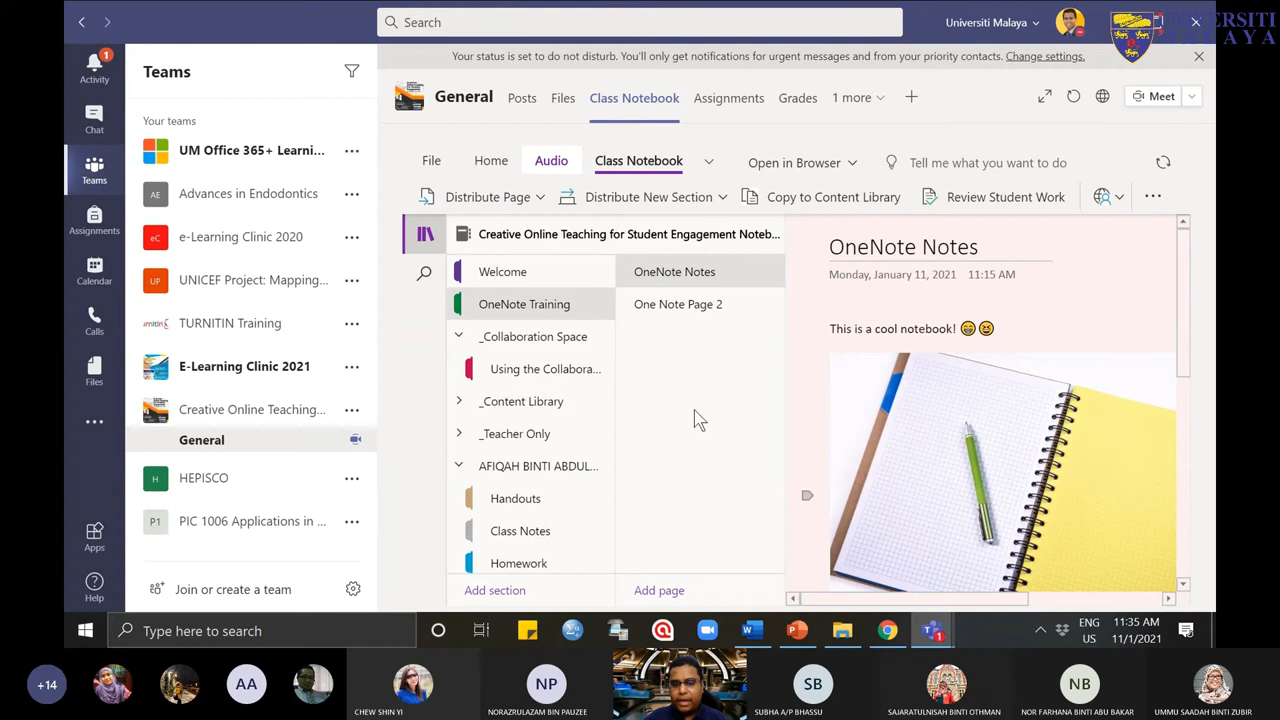 Search
Universiti Malaya
UNIVERSITI
MALAYA
Your status is set to do not disturb. You'll only get notifications for urgent messages and from your priority contacts. Change settings.
Activity
1
Chat
Teams
Assignments
Calendar
Calls
Files
Apps
Help
Teams
Your teams
UM Office 365+ Learni...
AE Advances in Endodontics
eC e-Learning Clinic 2020
UP UNICEF Project: Mapping...
turnitin TURNITIN Training
E-Learning Clinic 2021
Creative Online Teaching...
General
H HEPISCO
P1 PIC 1006 Applications in ...
Join or create a team
General Posts Files Class Notebook Assignments Grades 1 more
Meet
File Home Audio Class Notebook Open in Browser Tell me what you want to do
Distribute Page Distribute New Section Copy to Content Library Review Student Work
Creative Online Teaching for Student Engagement Noteb...
Welcome
OneNote Training
_Collaboration Space
Using the Collabora...
_Content Library
_Teacher Only
AFIQAH BINTI ABDUL...
Handouts
Class Notes
Homework
Add section
OneNote Notes
One Note Page 2
Add page
OneNote Notes
Monday, January 11, 2021 11:15 AM
This is a cool notebook! 😁😆
Type here to search
ENG
US
11:35 AM
11/1/2021
+14
AA
CHEW SHIN YI
NP
NORAZRULAZAM BIN PAUZEE
SB
SUBHA A/P BHASSU
SAJARATULNISAH BINTI OTHMAN
NB
NOR FARHANA BINTI ABU BAKAR
UMMU SAADAH BINTI ZUBIR